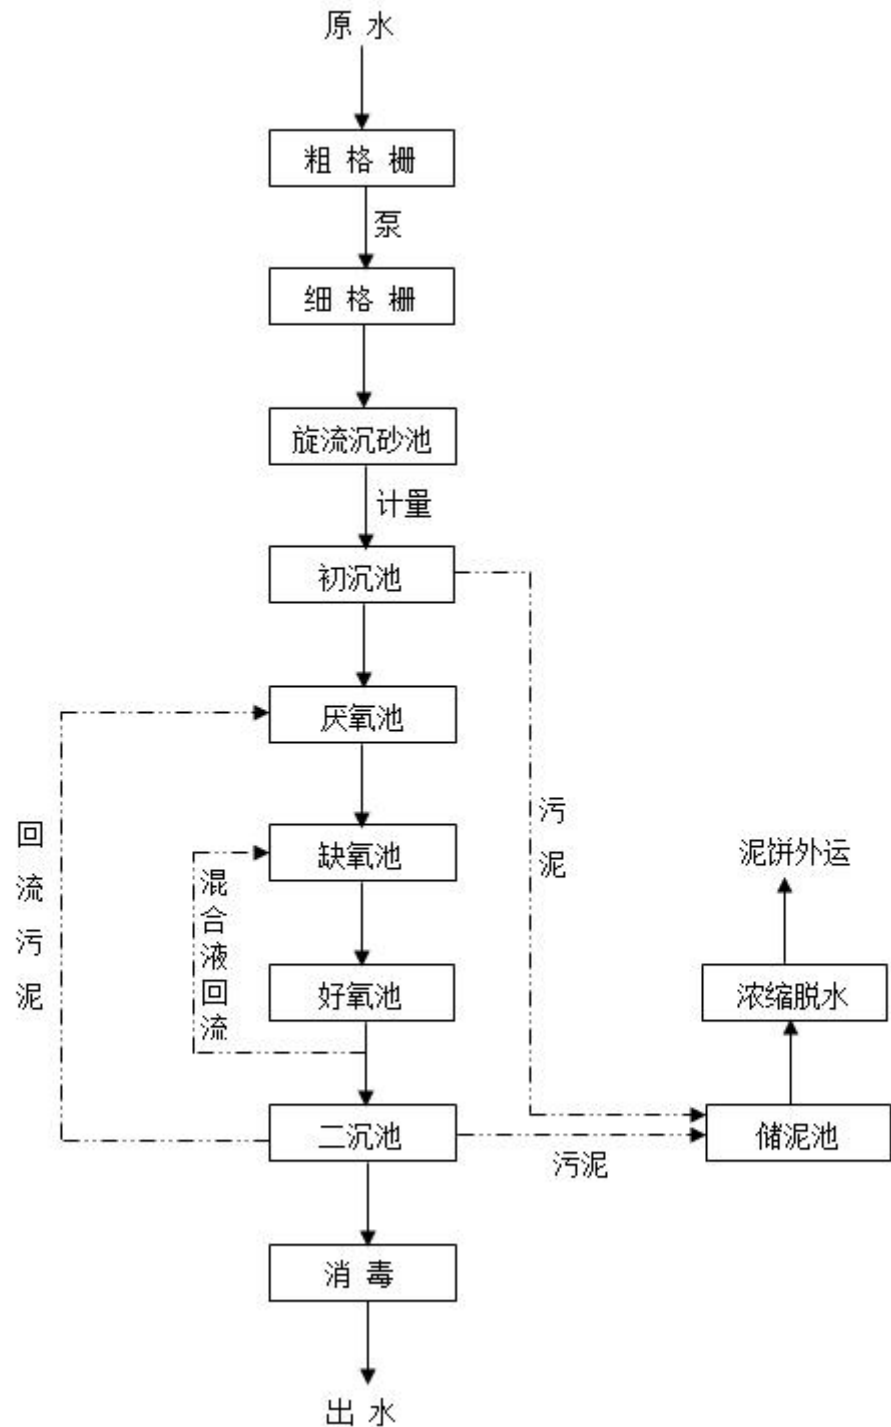 原 水
粗 格 栅
泵
细 格 栅
旋流沉砂池
计量
初沉池
厌氧池
回流污泥
污泥
缺氧池
混合液回流
泥饼外运
好氧池
浓缩脱水
二沉池
污泥
储泥池
消 毒
出 水